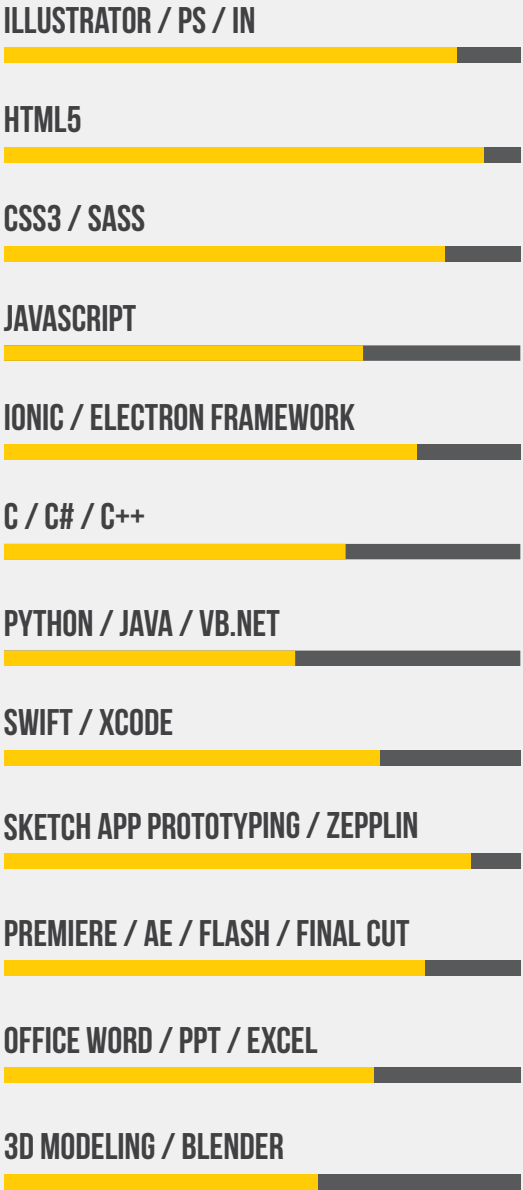 ILLUSTRATOR / PS / IN
HTML5
CSS3 / SASS
JAVASCRIPT
IONIC / ELECTRON FRAMEWORK
C / C# / C++
PYTHON / JAVA / VB.NET
SWIFT / XCODE
SKETCH APP PROTOTYPING / ZEPPLIN
PREMIERE / AE / FLASH / FINAL CUT
OFFICE WORD / PPT / EXCEL
3D MODELING / BLENDER